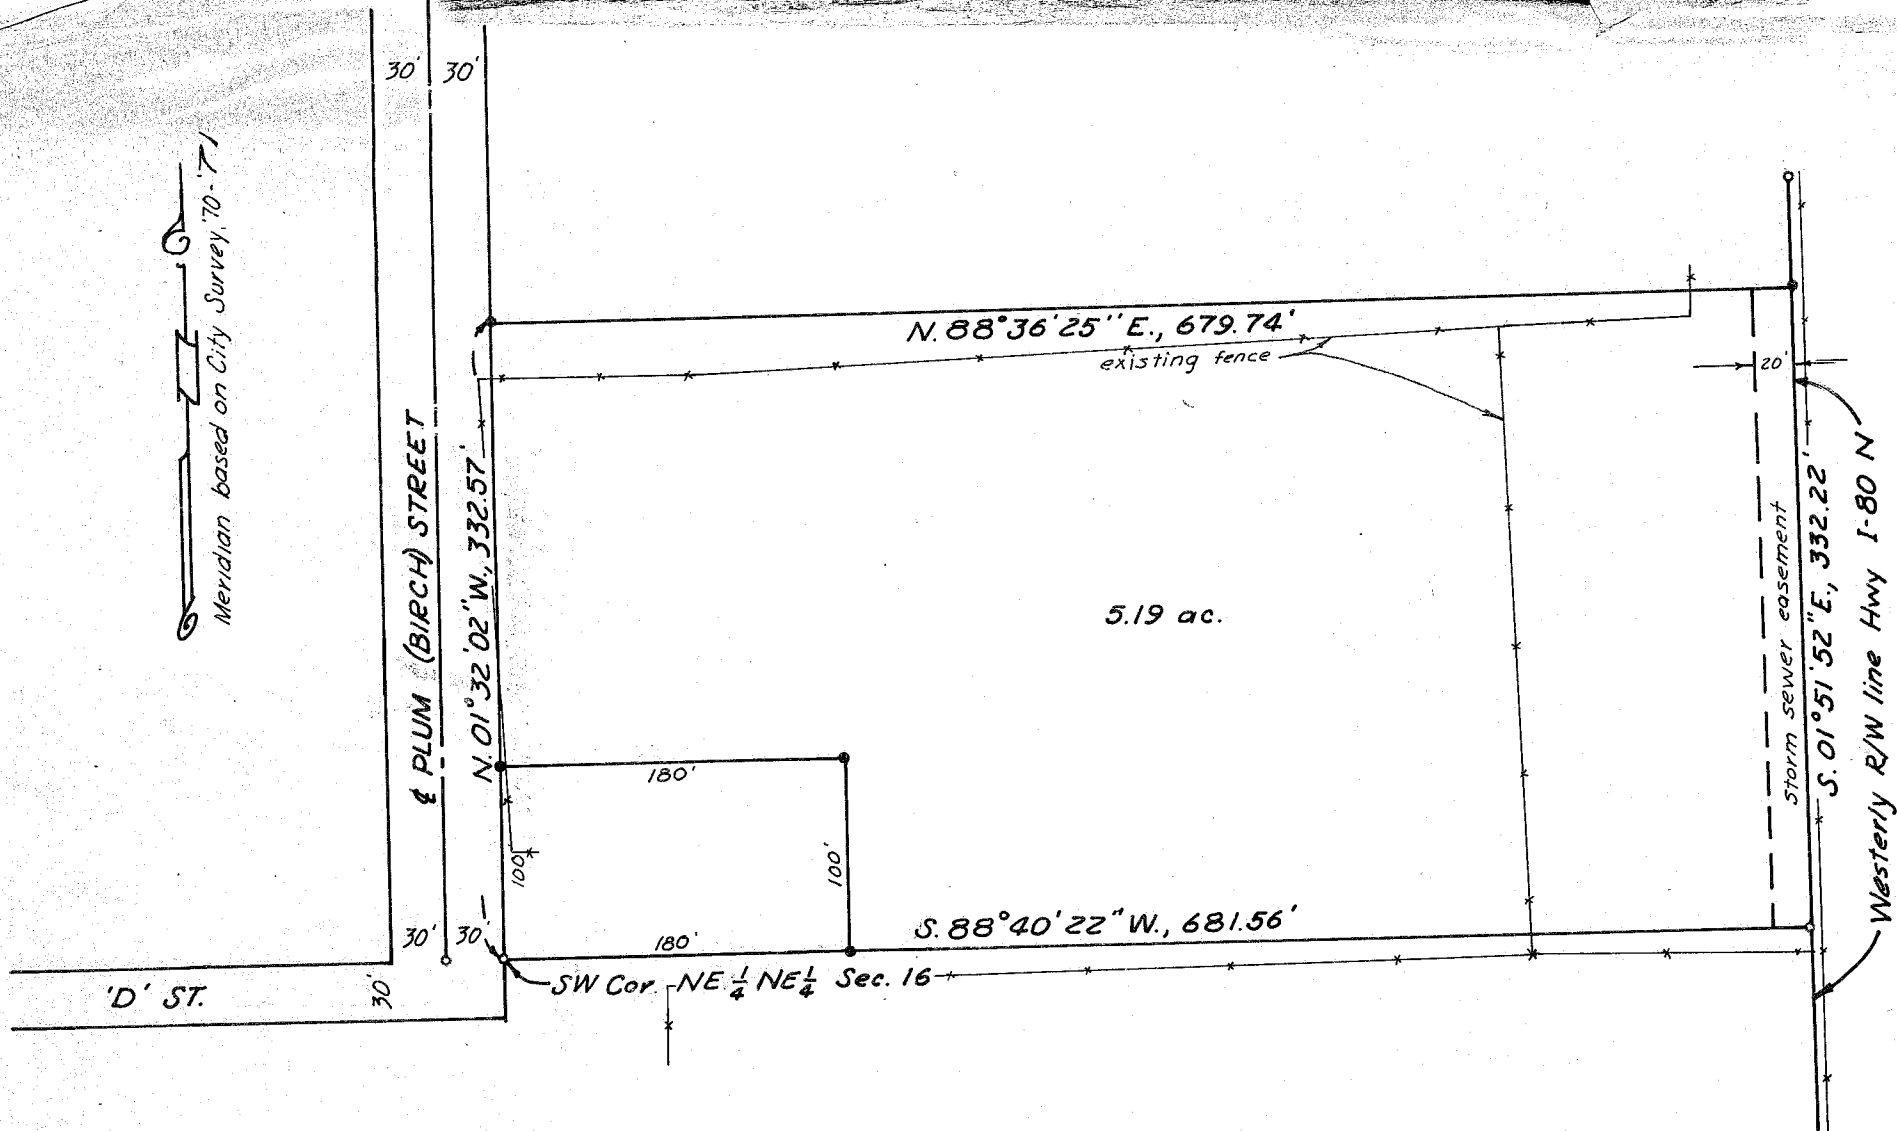 30' 30'
Meridian based on City Survey, '70-'71
N
N. 88°36'25" E., 679.74'
existing fence
20'
℄ PLUM (BIRCH) STREET
N. 01°32'02" W., 332.57'
5.19 ac.
storm sewer easement
S. 01°51'52" E., 332.22'
Westerly R/W line Hwy I-80 N
180'
100'
100'
30' 30'
180'
S. 88°40'22" W., 681.56'
SW Cor. NE 1/4 NE 1/4 Sec. 16
'D' ST.
30'